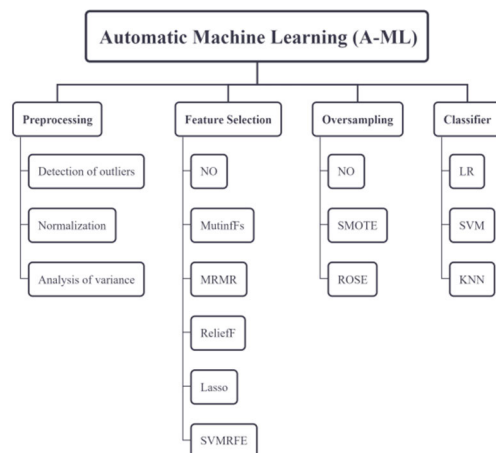 Automatic Machine Learning (A-ML)
Preprocessing
Feature Selection
Oversampling
Classifier
Detection of outliers
NO
NO
LR
Normalization
MutinfFs
SMOTE
SVM
Analysis of variance
MRMR
ROSE
KNN
ReliefF
Lasso
SVMRFE